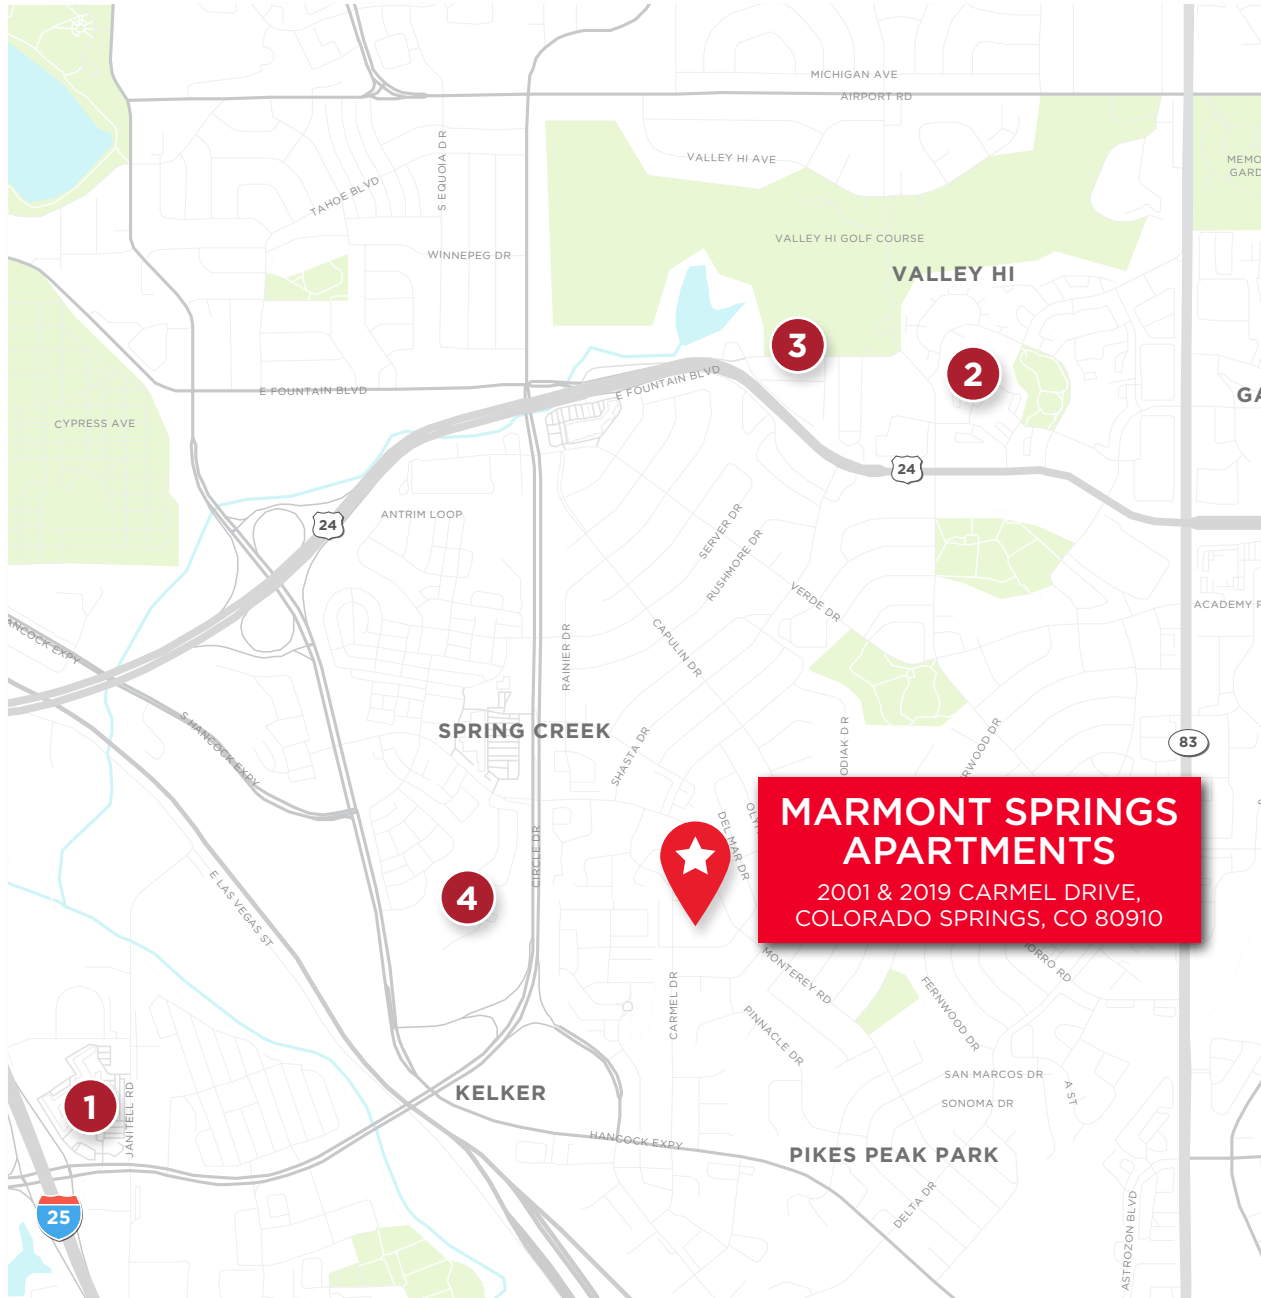 MICHIGAN AVE
AIRPORT RD
VALLEY HI AVE
S EQUOIA DR
TAHOE BLVD
WINNEPEG DR
VALLEY HI GOLF COURSE
VALLEY HI
3
2
E FOUNTAIN BLVD
E FOUNTAIN BLVD
CYPRESS AVE
24
24
ANTRIM LOOP
SERVER DR
RUSHMORE DR
VERDE DR
CAPULIN DR
RAINIER DR
S HANCOCK EXPY
SPRING CREEK
SHASTA DR
83
MARMONT SPRINGS
APARTMENTS
2001 & 2019 CARMEL DRIVE,
COLORADO SPRINGS, CO 80910
DEL MAR DR
CIRCLE DR
4
E LAS VEGAS ST
CARMEL DR
MONTEREY RD
PINNACLE DR
FERNWOOD DR
SAN MARCOS DR
A ST
SONOMA DR
KELKER
1
JANITELL RD
HANCOCK EXPY
PIKES PEAK PARK
DELTA DR
ASTROZON BLVD
25